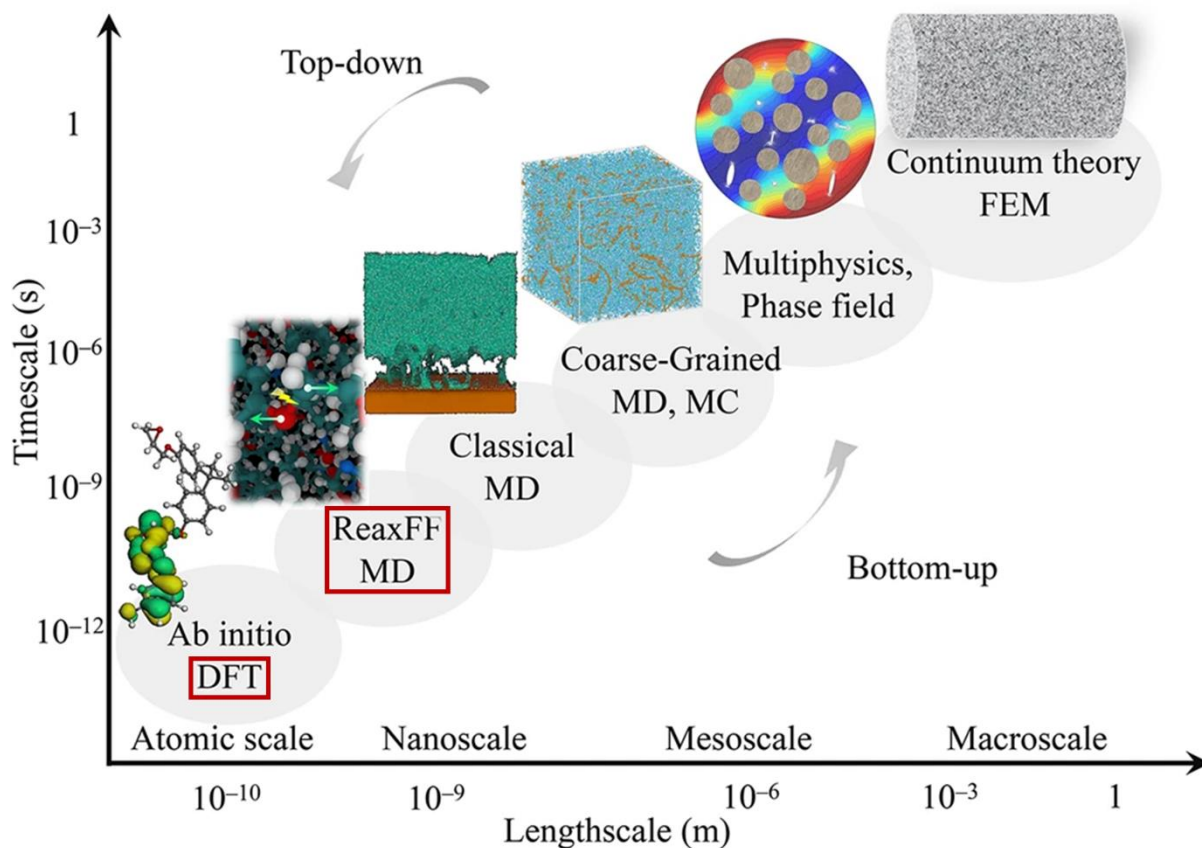 Top-down
1
Continuum theory
FEM
10⁻³
Multiphysics,
Phase field
Timescale (s)
10⁻⁶
Coarse-Grained
MD, MC
Classical
MD
10⁻⁹
ReaxFF
MD
Bottom-up
10⁻¹²
Ab initio
DFT
Atomic scale
Nanoscale
Mesoscale
Macroscale
10⁻¹⁰
10⁻⁹
10⁻⁶
10⁻³
1
Lengthscale (m)